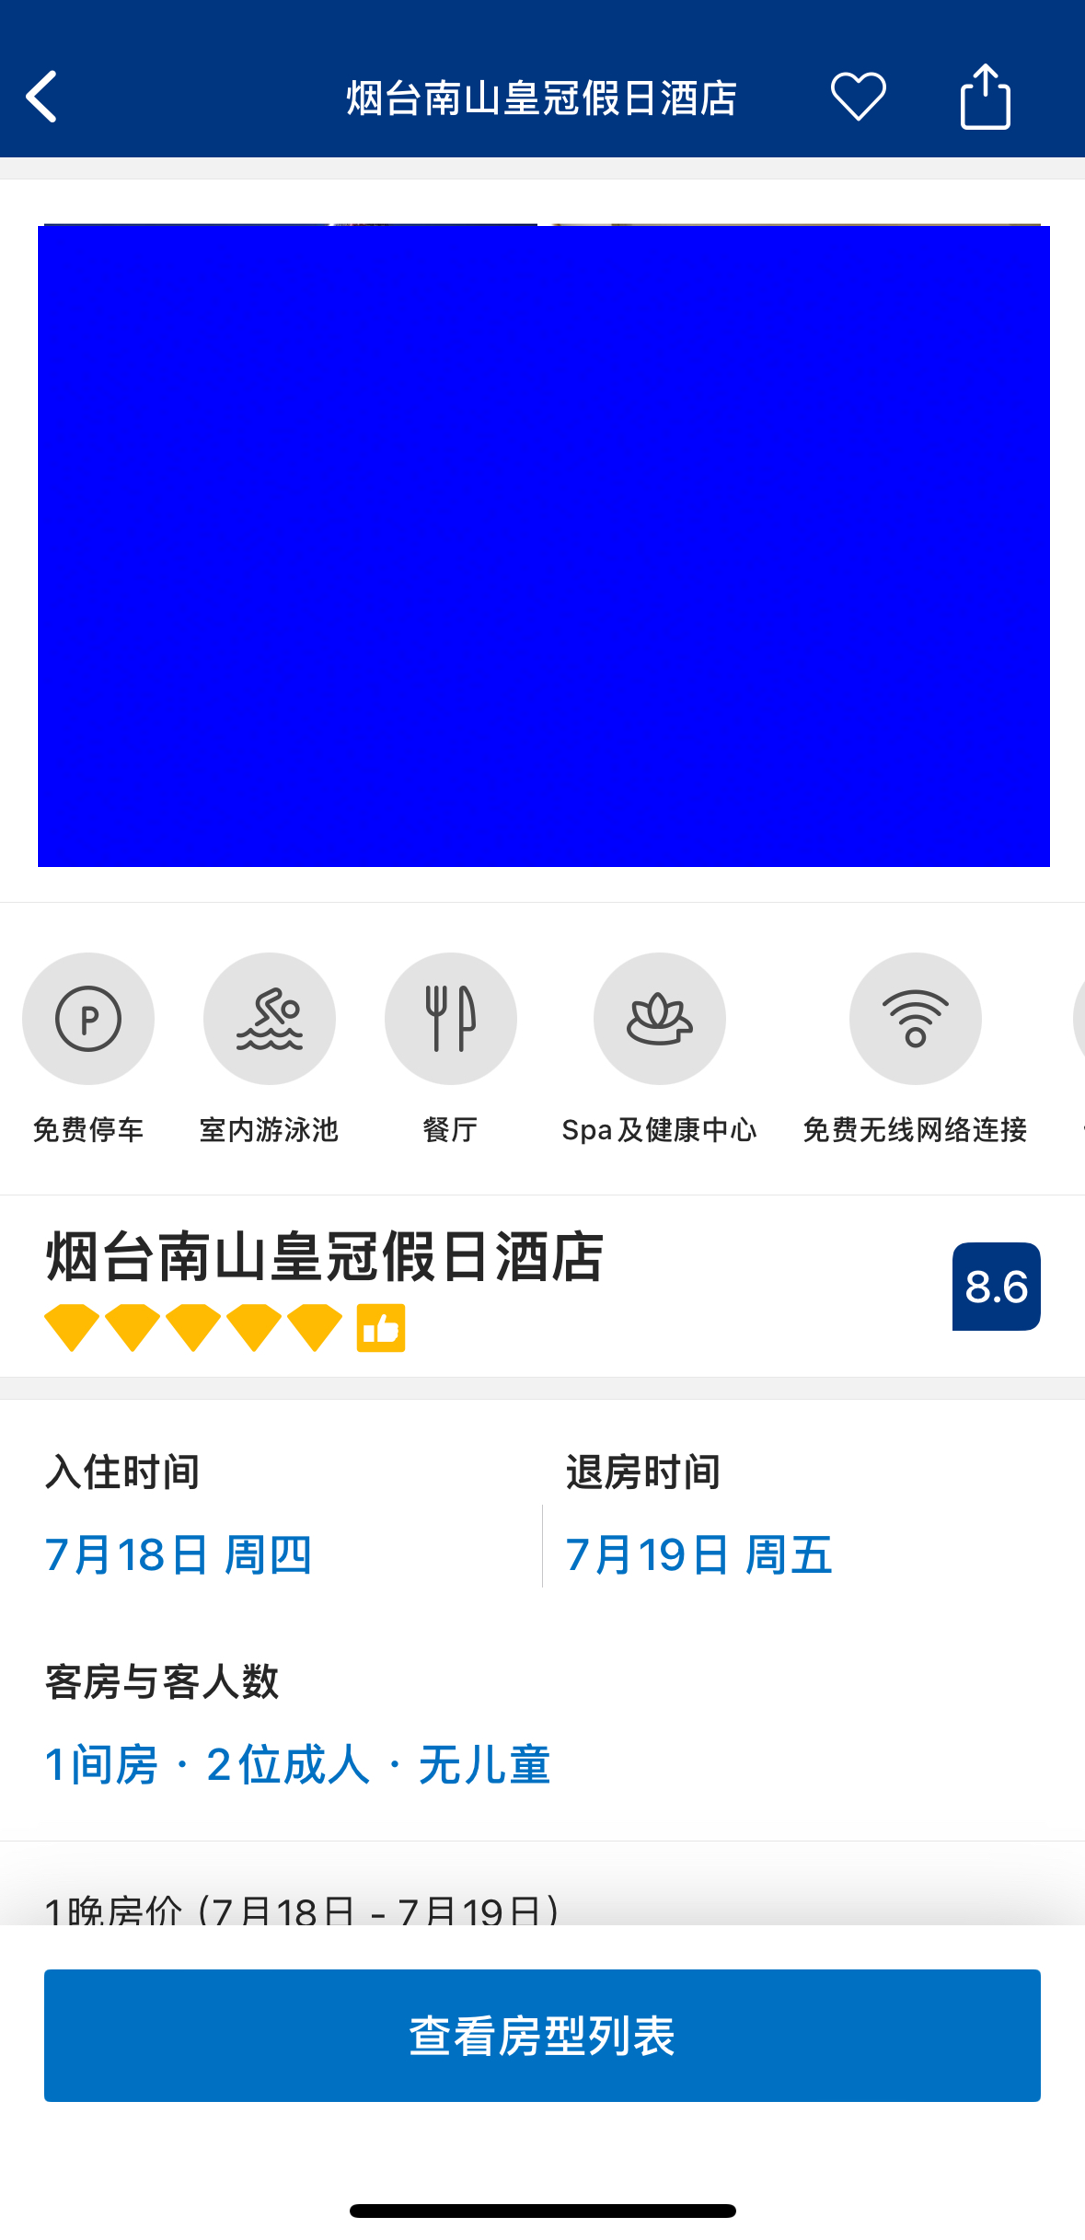 烟台南山皇冠假日酒店
免费停车
室内游泳池
餐厅
Spa及健康中心
免费无线网络连接
烟台南山皇冠假日酒店
8.6
入住时间
退房时间
7月18日 周四
7月19日 周五
客房与客人数
1间房 · 2位成人 · 无儿童
1晚房价 (7月18日 - 7月19日)
查看房型列表